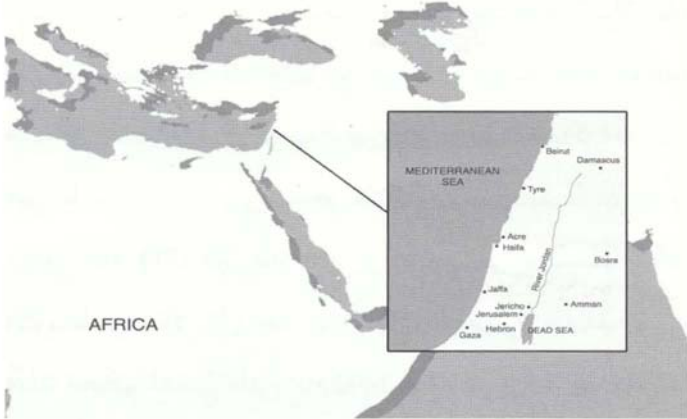 MEDITERRANEAN
SEA
Beirut
Damascus
Tyre
Acre
Haifa
River Jordan
Bosra
Jaffa
Jericho
Jerusalem
Amman
Gaza
Hebron
DEAD SEA
AFRICA